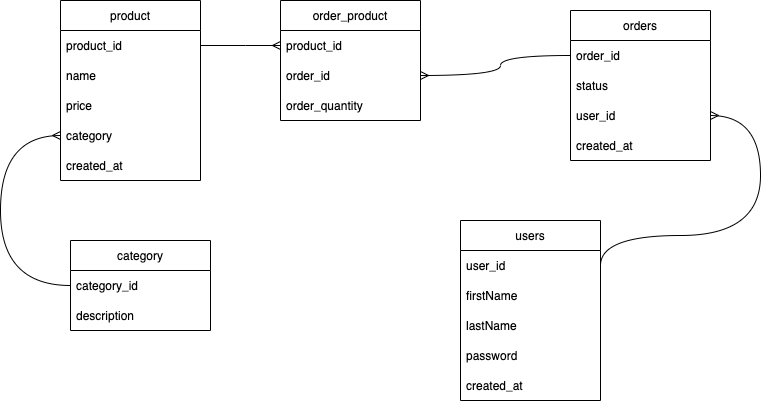 product
product_id
name
price
category
created_at
order_product
product_id
order_id
order_quantity
orders
order_id
status
user_id
created_at
category
category_id
description
users
user_id
firstName
lastName
password
created_at